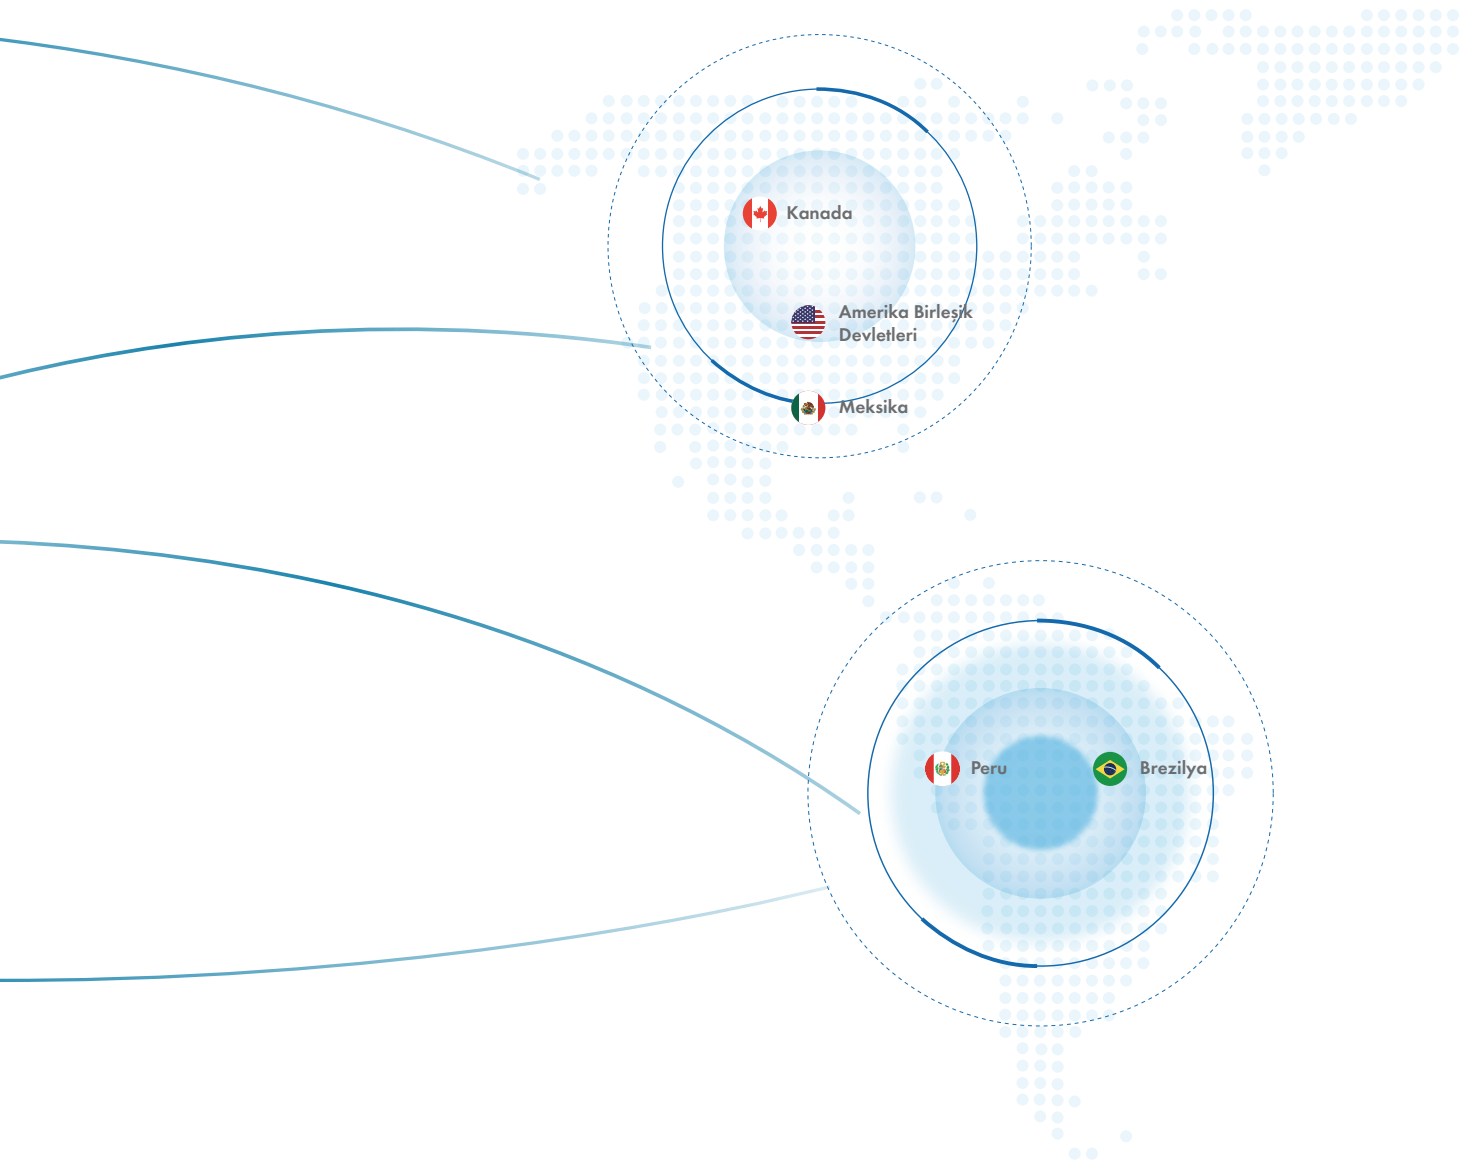 Kanada
Amerika Birleşik
Devletleri
Meksika
Peru
Brezilya